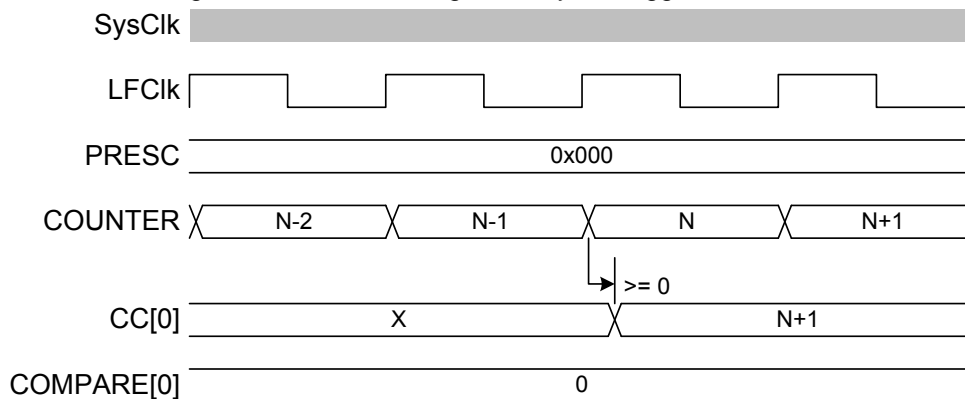 SysClk
LFClk
PRESC 0x000
COUNTER N-2 N-1 N N+1
>= 0
CC[0] X N+1
COMPARE[0] 0